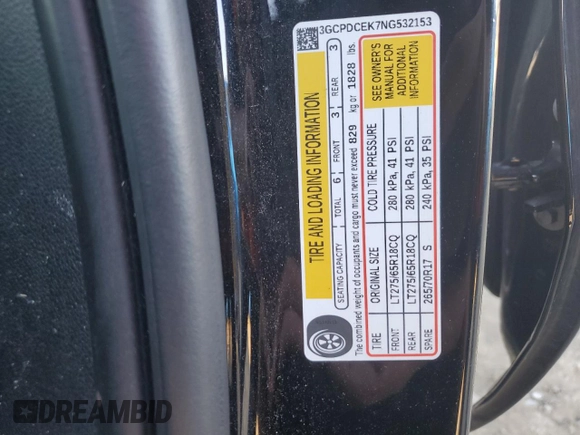 3GCPDCEK7NG532153
TIRE AND LOADING INFORMATION
SEATING CAPACITY TOTAL 6 FRONT 3 REAR 3
The combined weight of occupants and cargo must never exceed 829 kg or 1828 lbs.
TIRE ORIGINAL SIZE COLD TIRE PRESSURE
FRONT LT275/65R18CQ 280 kPa, 41 PSI
REAR LT275/65R18CQ 280 kPa, 41 PSI
SPARE 265/70R17 S 240 kPa, 35 PSI
SEE OWNER'S
MANUAL FOR
ADDITIONAL
INFORMATION
DREAMBID